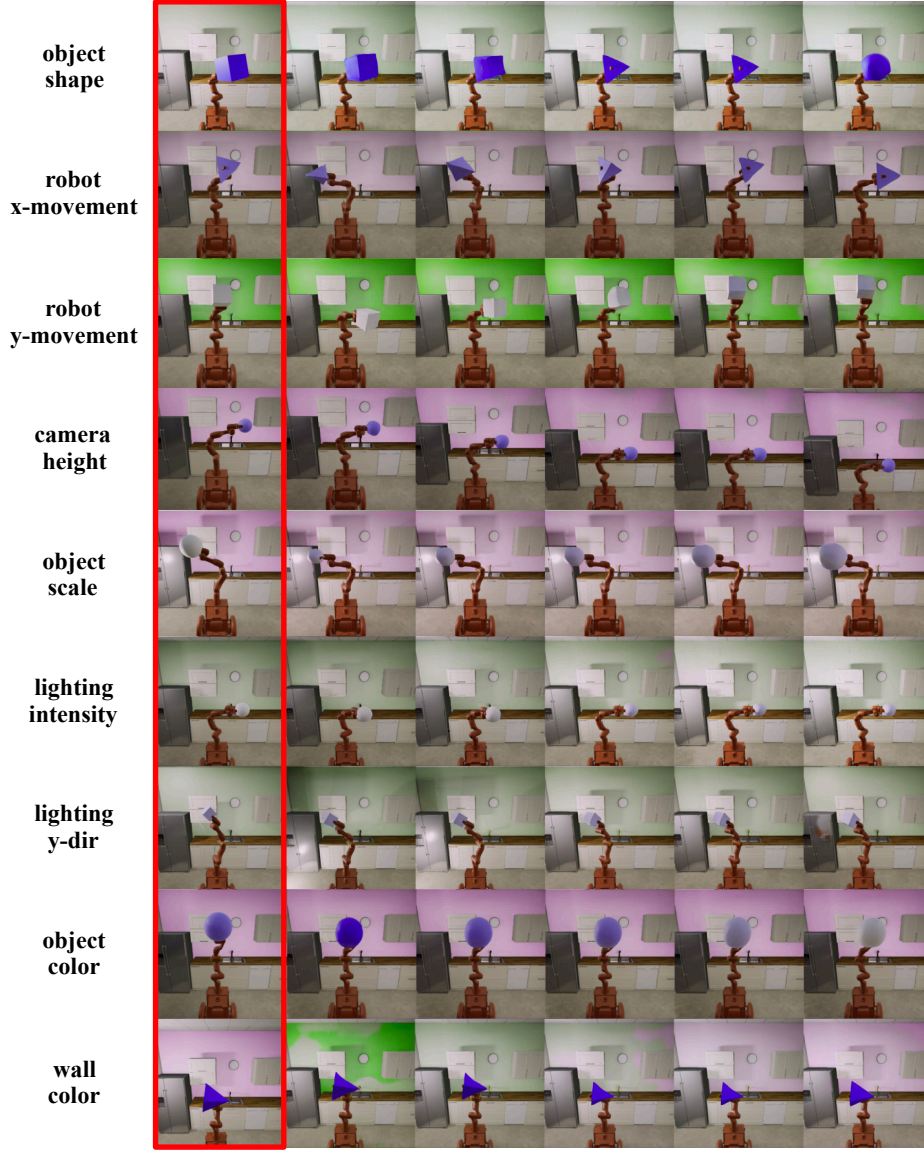 object
shape
robot
x-movement
robot
y-movement
camera
height
object
scale
lighting
intensity
lighting
y-dir
object
color
wall
color